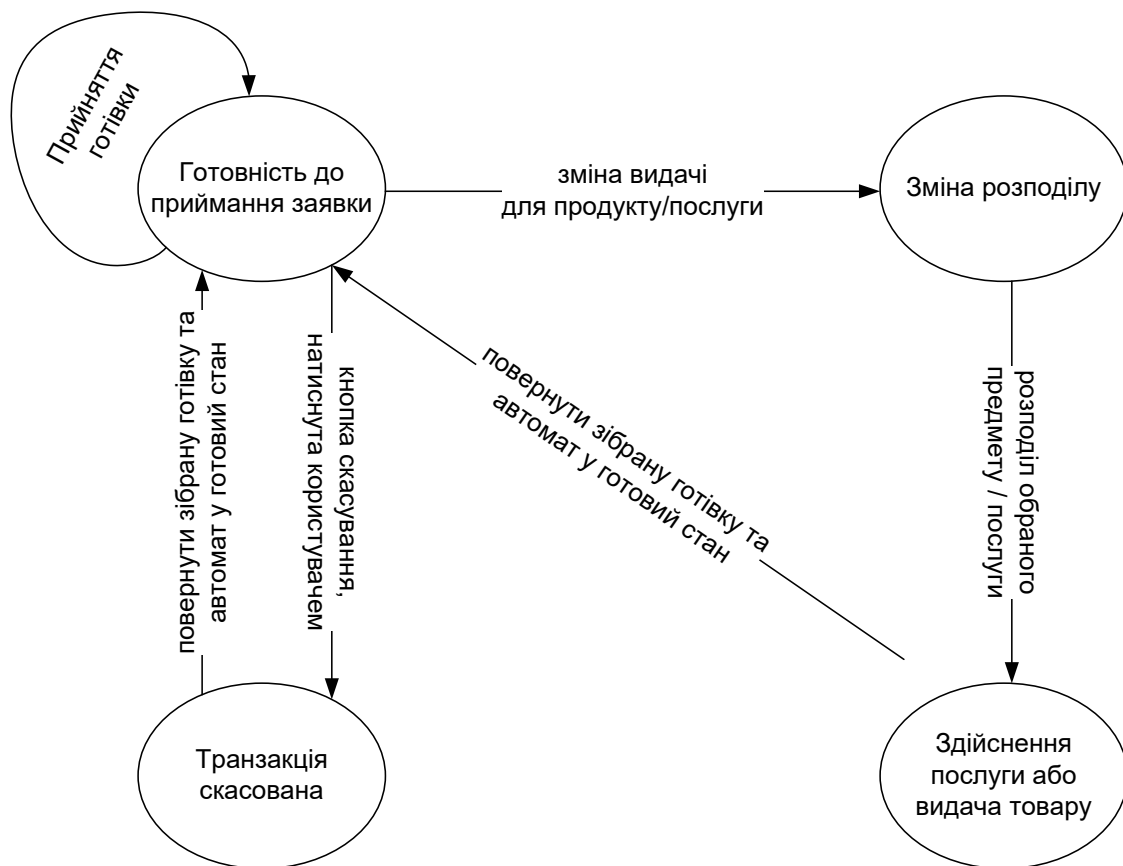 Прийняття
готівки
Готовність до
приймання заявки
зміна видачі
для продукту/послуги
Зміна розподілу
повернути зібрану готівку та
автомат у готовий стан
кнопка скасування,
натиснута користувачем
повернути зібрану готівку та
автомат у готовий стан
розподіл обраного
предмету / послуги
Транзакція
скасована
Здійснення
послуги або
видача товару